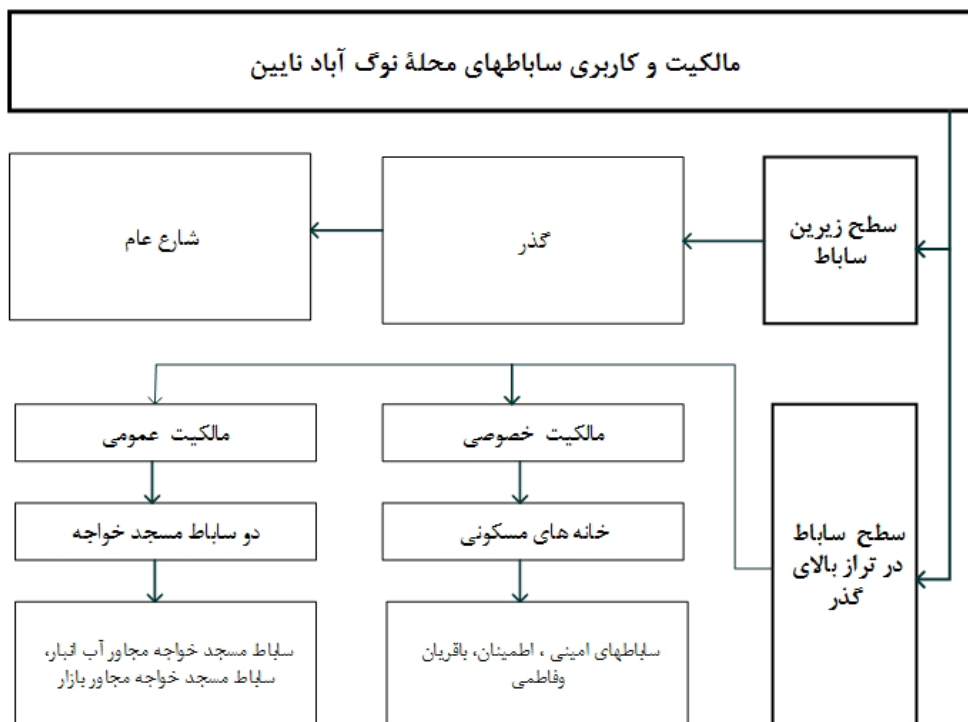 مالکیت و کاربری ساباطهای محلهٔ نوگ آباد نایین
سطح زیرین
ساباط
گذر
شارع عام
سطح ساباط
در تراز بالای
گذر
مالکیت خصوصی
خانه های مسکونی
ساباطهای امینی ، اطمینان، باقریان
وفاطمی
مالکیت عمومی
دو ساباط مسجد خواجه
ساباط مسجد خواجه مجاور آب انبار،
ساباط مسجد خواجه مجاور بازار